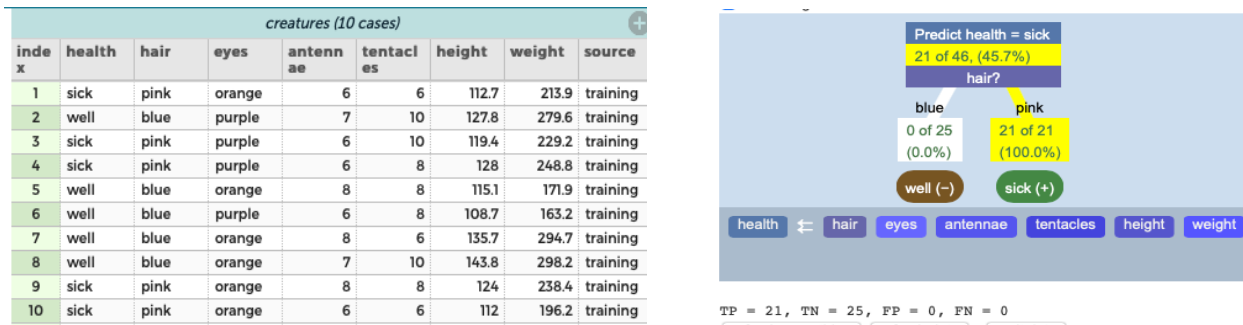 creatures (10 cases)
index health hair eyes antennae tentacles height weight source
1 sick pink orange 6 6 112.7 213.9 training
2 well blue purple 7 10 127.8 279.6 training
3 sick pink purple 6 10 119.4 229.2 training
4 sick pink purple 6 8 128 248.8 training
5 well blue orange 8 8 115.1 171.9 training
6 well blue purple 6 8 108.7 163.2 training
7 well blue orange 8 6 135.7 294.7 training
8 well blue orange 7 10 143.8 298.2 training
9 sick pink orange 8 8 124 238.4 training
10 sick pink orange 6 6 112 196.2 training
Predict health = sick
21 of 46, (45.7%)
hair?
blue pink
0 of 25 21 of 21
(0.0%) (100.0%)
well (−) sick (+)
health hair eyes antennae tentacles height weight
TP = 21, TN = 25, FP = 0, FN = 0